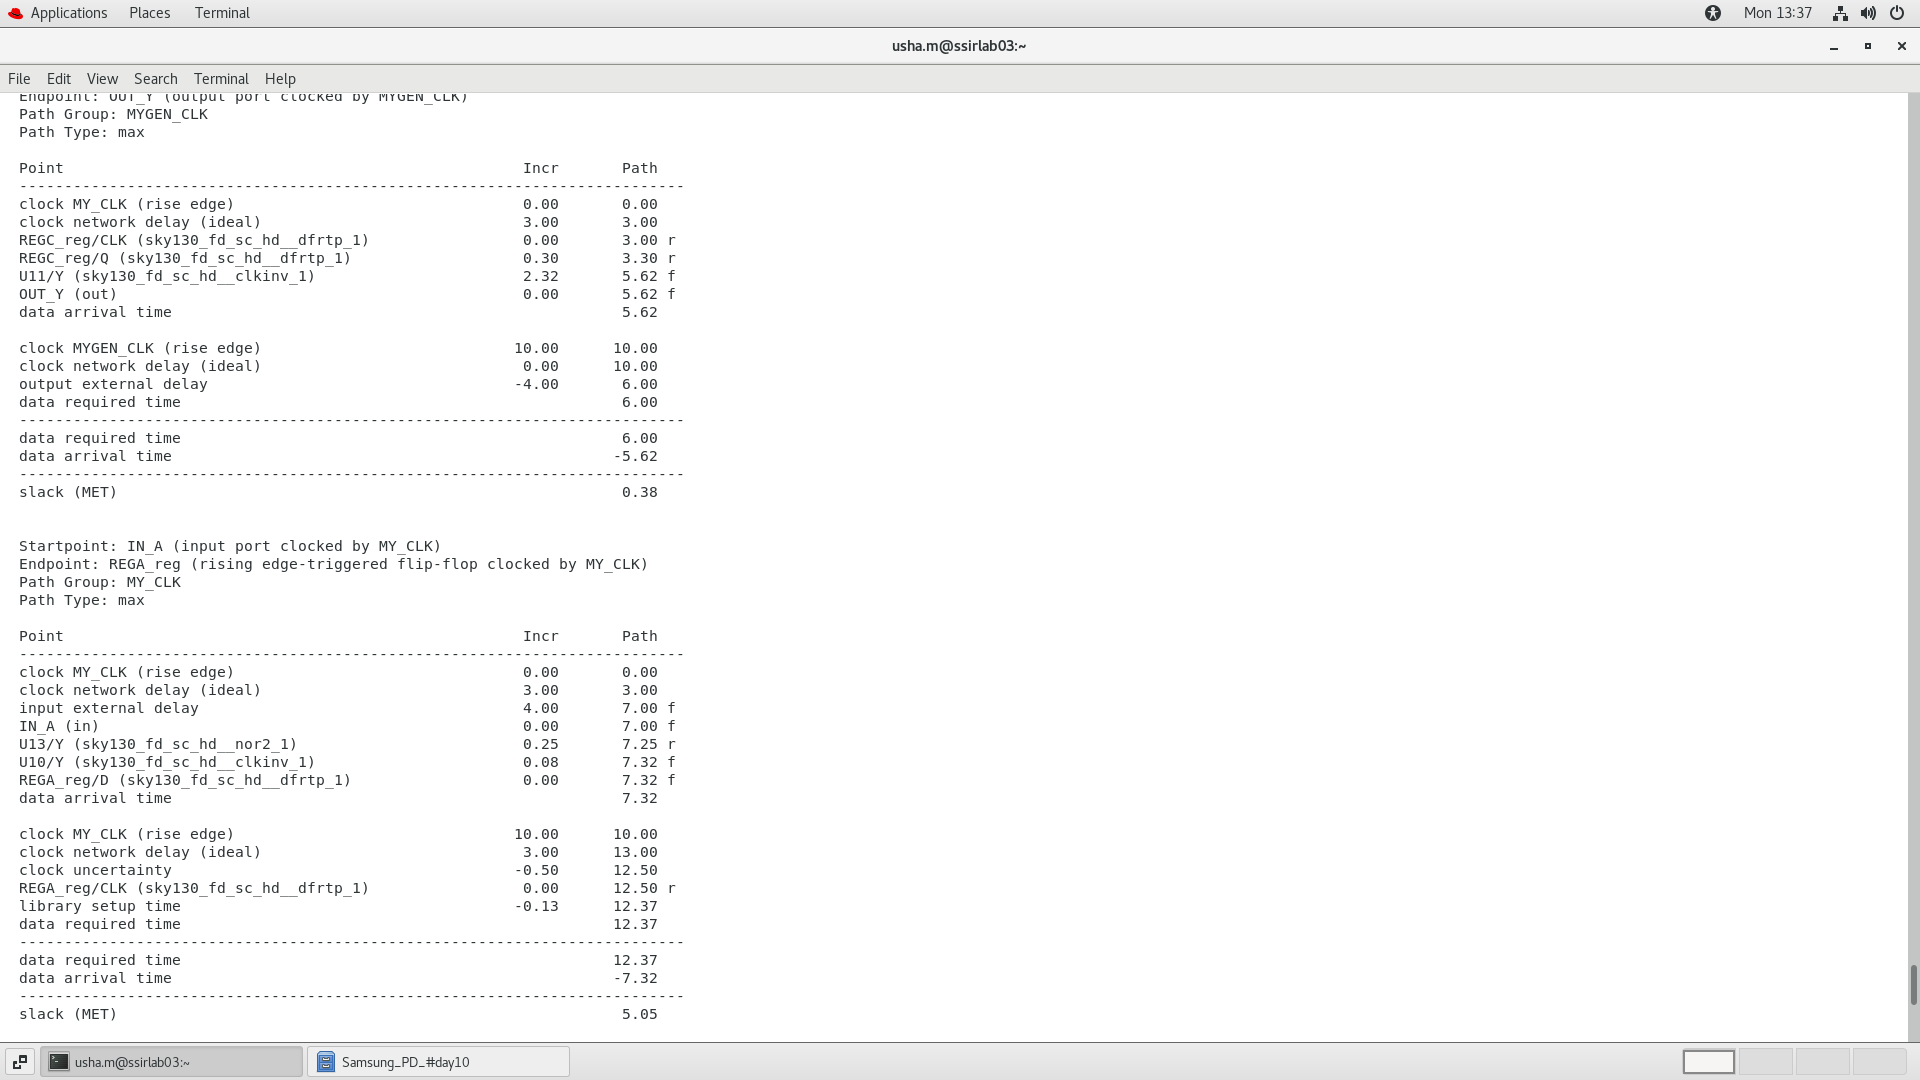 Applications Places Terminal Mon 13:37
usha.m@ssirlab03:~
File Edit View Search Terminal Help
Endpoint: OUT_Y (output port clocked by MYGEN_CLK)
Path Group: MYGEN_CLK
Path Type: max
Point Incr Path
--------------------------------------------------------------------------
clock MY_CLK (rise edge) 0.00 0.00
clock network delay (ideal) 3.00 3.00
REGC_reg/CLK (sky130_fd_sc_hd__dfrtp_1) 0.00 3.00 r
REGC_reg/Q (sky130_fd_sc_hd__dfrtp_1) 0.30 3.30 r
U11/Y (sky130_fd_sc_hd__clkinv_1) 2.32 5.62 f
OUT_Y (out) 0.00 5.62 f
data arrival time 5.62
clock MYGEN_CLK (rise edge) 10.00 10.00
clock network delay (ideal) 0.00 10.00
output external delay -4.00 6.00
data required time 6.00
--------------------------------------------------------------------------
data required time 6.00
data arrival time -5.62
--------------------------------------------------------------------------
slack (MET) 0.38
Startpoint: IN_A (input port clocked by MY_CLK)
Endpoint: REGA_reg (rising edge-triggered flip-flop clocked by MY_CLK)
Path Group: MY_CLK
Path Type: max
Point Incr Path
--------------------------------------------------------------------------
clock MY_CLK (rise edge) 0.00 0.00
clock network delay (ideal) 3.00 3.00
input external delay 4.00 7.00 f
IN_A (in) 0.00 7.00 f
U13/Y (sky130_fd_sc_hd__nor2_1) 0.25 7.25 r
U10/Y (sky130_fd_sc_hd__clkinv_1) 0.08 7.32 f
REGA_reg/D (sky130_fd_sc_hd__dfrtp_1) 0.00 7.32 f
data arrival time 7.32
clock MY_CLK (rise edge) 10.00 10.00
clock network delay (ideal) 3.00 13.00
clock uncertainty -0.50 12.50
REGA_reg/CLK (sky130_fd_sc_hd__dfrtp_1) 0.00 12.50 r
library setup time -0.13 12.37
data required time 12.37
--------------------------------------------------------------------------
data required time 12.37
data arrival time -7.32
--------------------------------------------------------------------------
slack (MET) 5.05
usha.m@ssirlab03:~ Samsung_PD_#day10